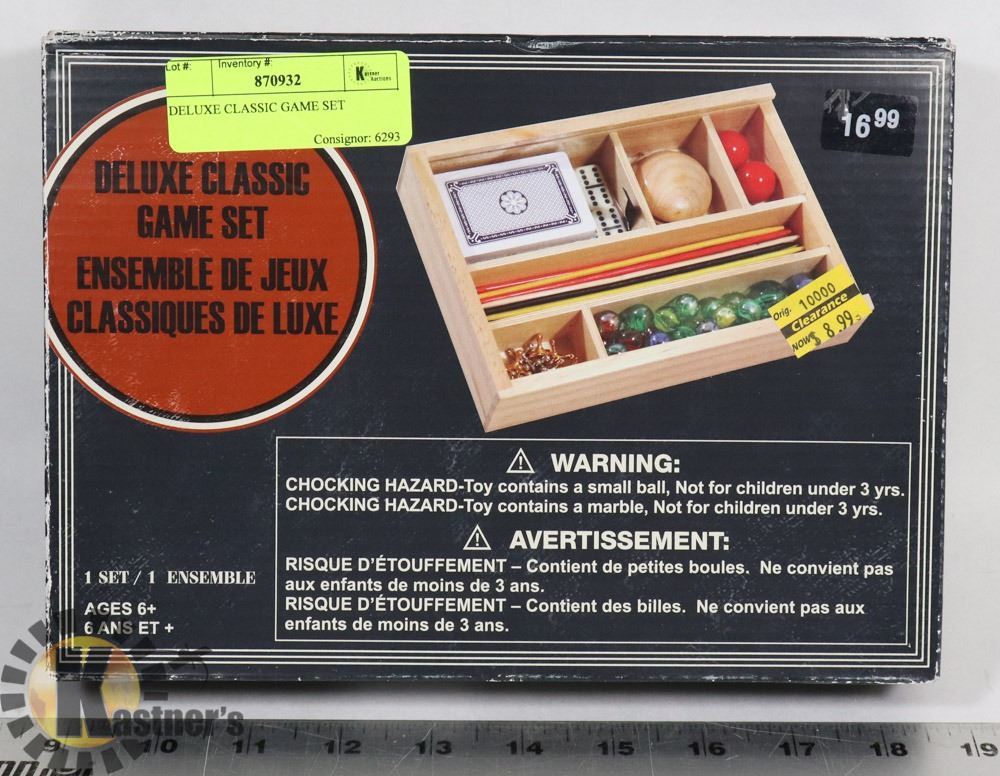 Lot #:
Inventory #:
870932
Kastner Auctions
DELUXE CLASSIC GAME SET
Consignor: 6293
16 99
DELUXE CLASSIC
GAME SET
ENSEMBLE DE JEUX
CLASSIQUES DE LUXE
Orig. 10000
Clearance
NOW $ 8.99
WARNING:
CHOCKING HAZARD-Toy contains a small ball, Not for children under 3 yrs.
CHOCKING HAZARD-Toy contains a marble, Not for children under 3 yrs.
AVERTISSEMENT:
RISQUE D'ÉTOUFFEMENT – Contient de petites boules. Ne convient pas
aux enfants de moins de 3 ans.
RISQUE D'ÉTOUFFEMENT – Contient des billes. Ne convient pas aux
enfants de moins de 3 ans.
1 SET / 1 ENSEMBLE
AGES 6+
6 ANS ET +
Kastner's
9 10 11 12 13 14 15 16 17 18 19